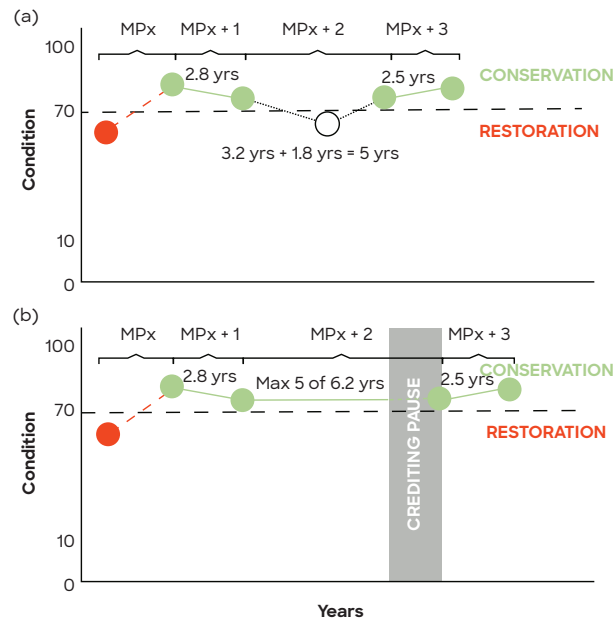 (a)
MPx MPx + 1 MPx + 2 MPx + 3
100
2.8 yrs 2.5 yrs CONSERVATION
70
RESTORATION
3.2 yrs + 1.8 yrs = 5 yrs
Condition
10
0
(b)
MPx MPx + 1 MPx + 2 MPx + 3
100
2.8 yrs Max 5 of 6.2 yrs 2.5 yrs CONSERVATION
70
RESTORATION
CREDITING PAUSE
Condition
10
0
Years